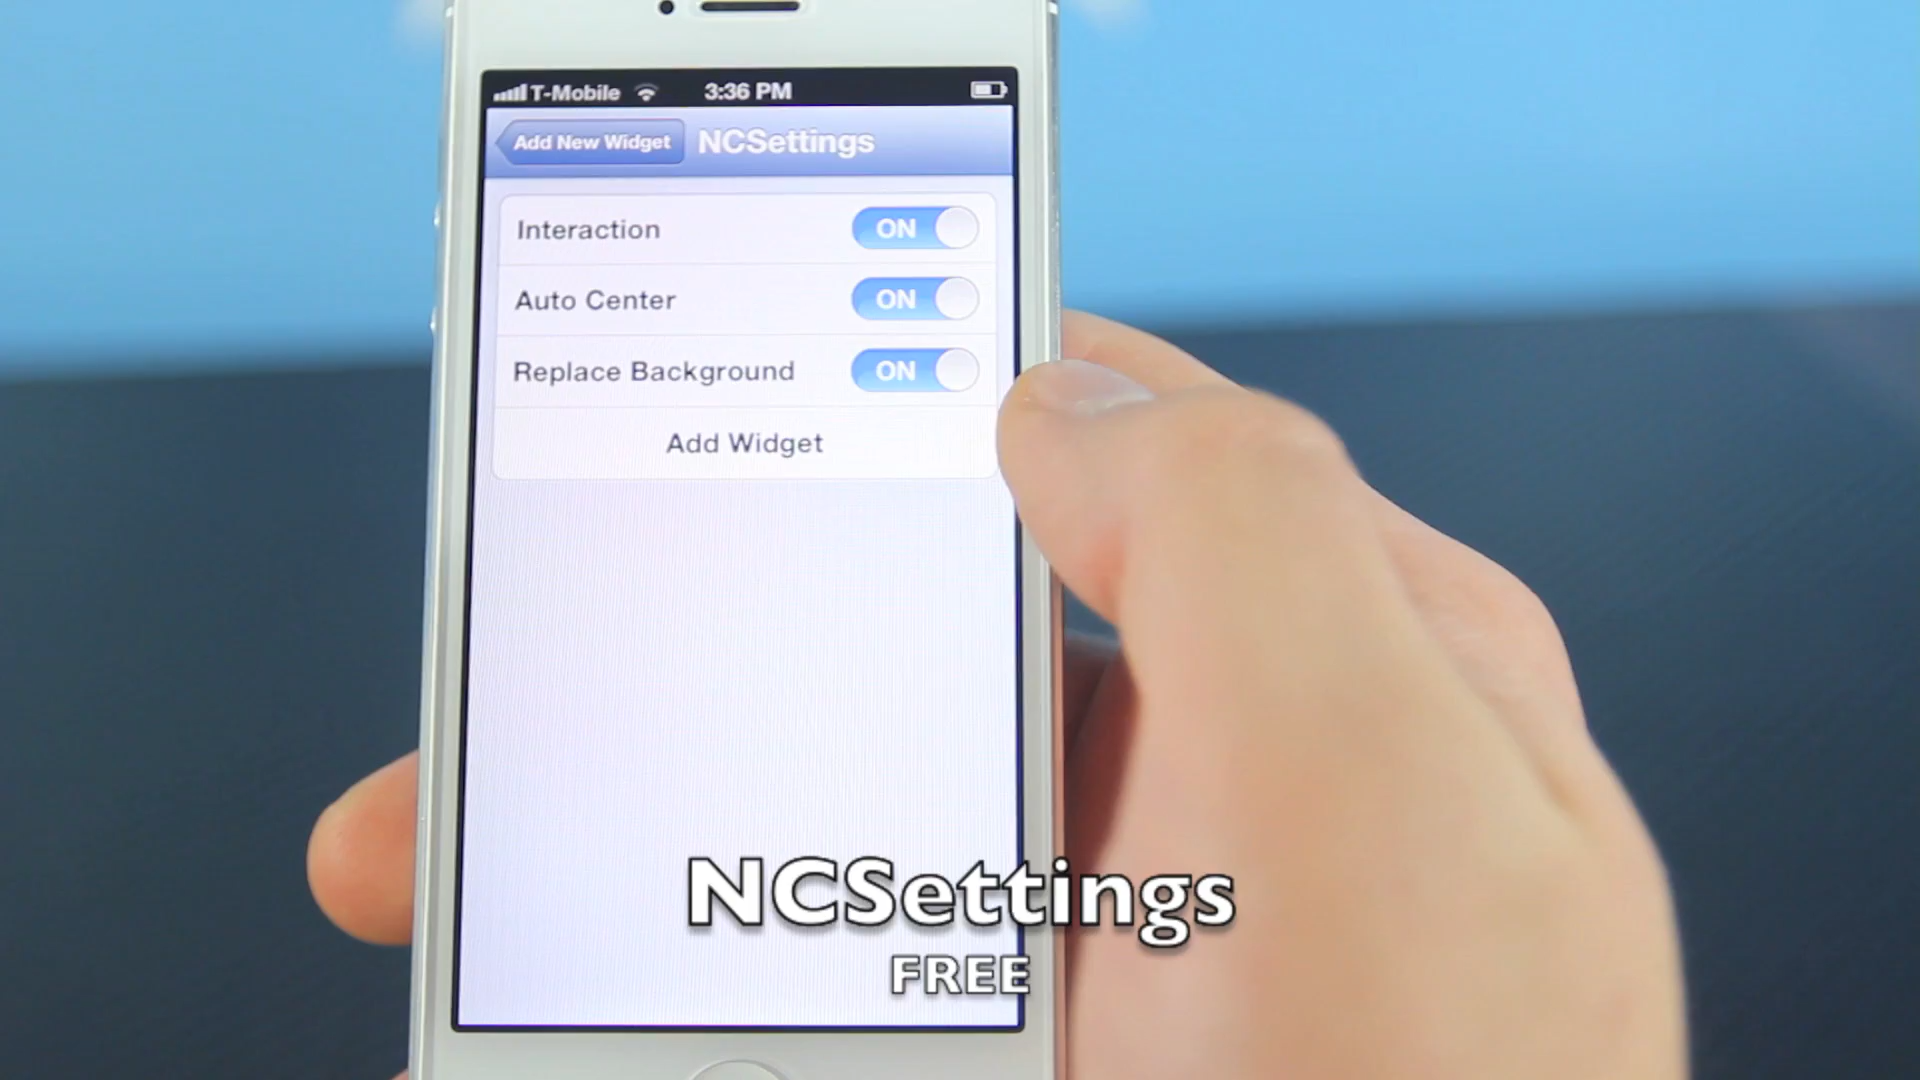 T-Mobile 3:36 PM
Add New Widget NCSettings
Interaction ON
Auto Center ON
Replace Background ON
Add Widget
NCSettings
FREE